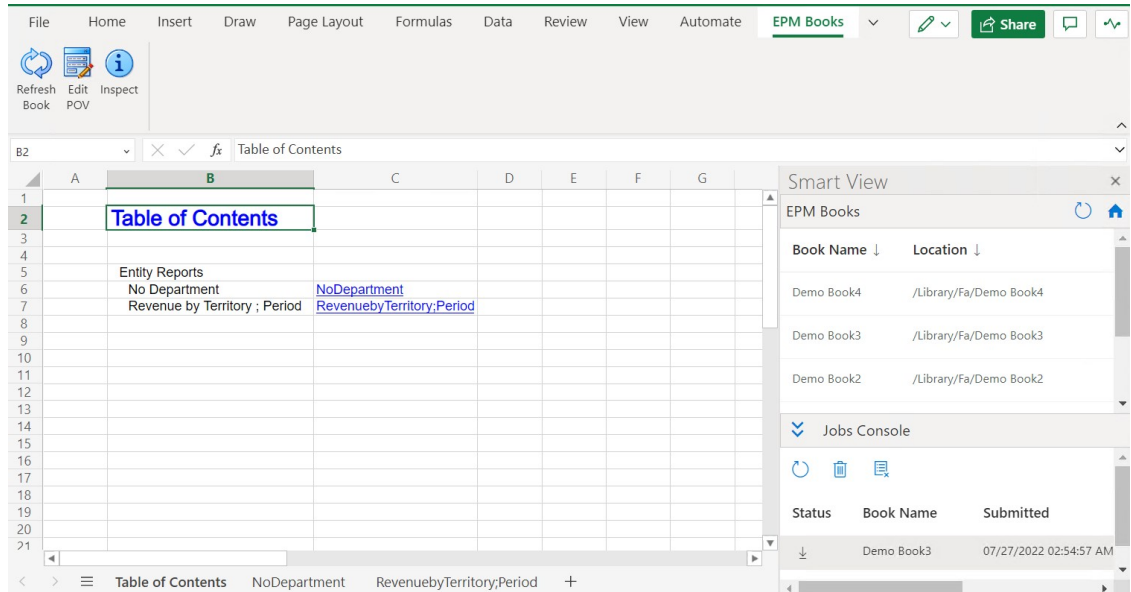 File Home Insert Draw Page Layout Formulas Data Review View Automate EPM Books Share
Refresh Book Edit POV Inspect
B2 fx Table of Contents
A B C D E F G
1
2 Table of Contents
3
4
5 Entity Reports
6 No Department NoDepartment
7 Revenue by Territory ; Period RevenuebyTerritory;Period
8
9
10
11
12
13
14
15
16
17
18
19
20
21
Table of Contents NoDepartment RevenuebyTerritory;Period +
Smart View
EPM Books
Book Name ↓ Location ↓
Demo Book4 /Library/Fa/Demo Book4
Demo Book3 /Library/Fa/Demo Book3
Demo Book2 /Library/Fa/Demo Book2
Jobs Console
Status Book Name Submitted
Demo Book3 07/27/2022 02:54:57 AM